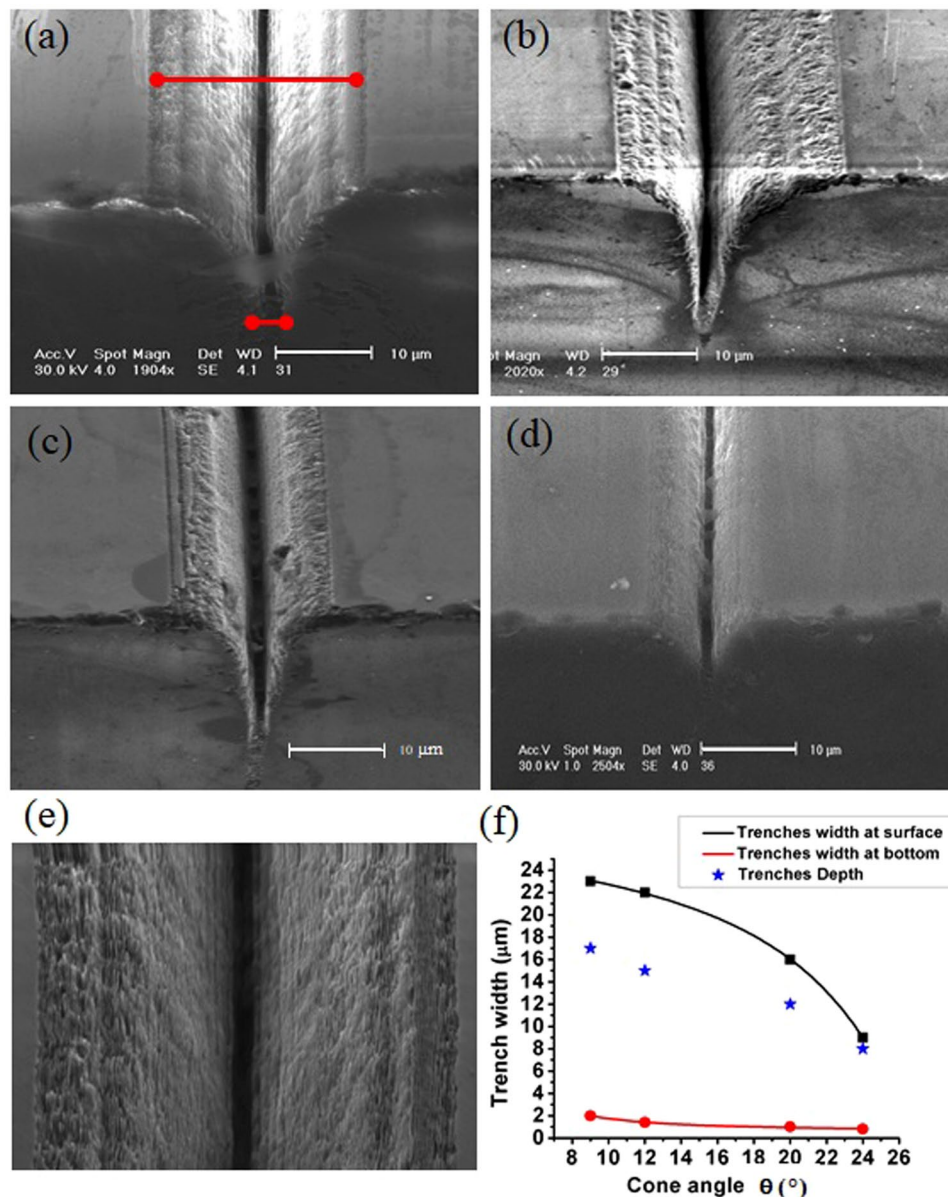 (a)
Acc.V Spot Magn Det WD
30.0 kV 4.0 1904x SE 4.1 31
10 μm
(b)
ot Magn WD
2020x 4.2 29°
10 μm
(c)
10 μm
(d)
Acc.V Spot Magn Det WD
30.0 kV 1.0 2504x SE 4.0 36
10 μm
(e)
(f)
Trenches width at surface
Trenches width at bottom
Trenches Depth
Trench width (μm)
24
22
20
18
16
14
12
10
8
6
4
2
0
8 10 12 14 16 18 20 22 24 26
Cone angle θ (°)